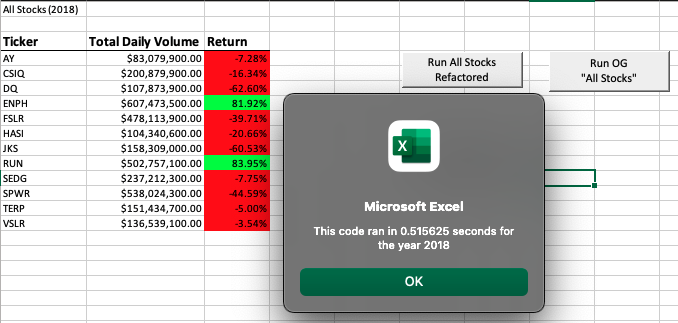 All Stocks (2018)
Ticker Total Daily Volume Return
AY $83,079,900.00 -7.28%
CSIQ $200,879,900.00 -16.34%
DQ $107,873,900.00 -62.60%
ENPH $607,473,500.00 81.92%
FSLR $478,113,900.00 -39.71%
HASI $104,340,600.00 -20.66%
JKS $158,309,000.00 -60.53%
RUN $502,757,100.00 83.95%
SEDG $237,212,300.00 -7.75%
SPWR $538,024,300.00 -44.59%
TERP $151,434,700.00 -5.00%
VSLR $136,539,100.00 -3.54%
Run All Stocks
Refactored
Run OG
"All Stocks"
X
Microsoft Excel
This code ran in 0.515625 seconds for
the year 2018
OK